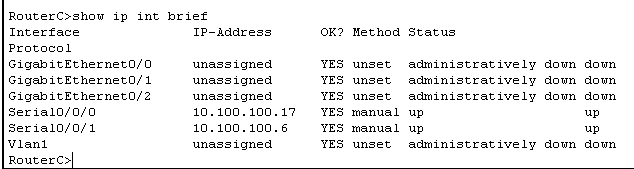 RouterC>show ip int brief
Interface              IP-Address      OK? Method Status
Protocol
GigabitEthernet0/0     unassigned      YES unset  administratively down down
GigabitEthernet0/1     unassigned      YES unset  administratively down down
GigabitEthernet0/2     unassigned      YES unset  administratively down down
Serial0/0/0            10.100.100.17   YES manual up                    up
Serial0/0/1            10.100.100.6    YES manual up                    up
Vlan1                  unassigned      YES unset  administratively down down
RouterC>